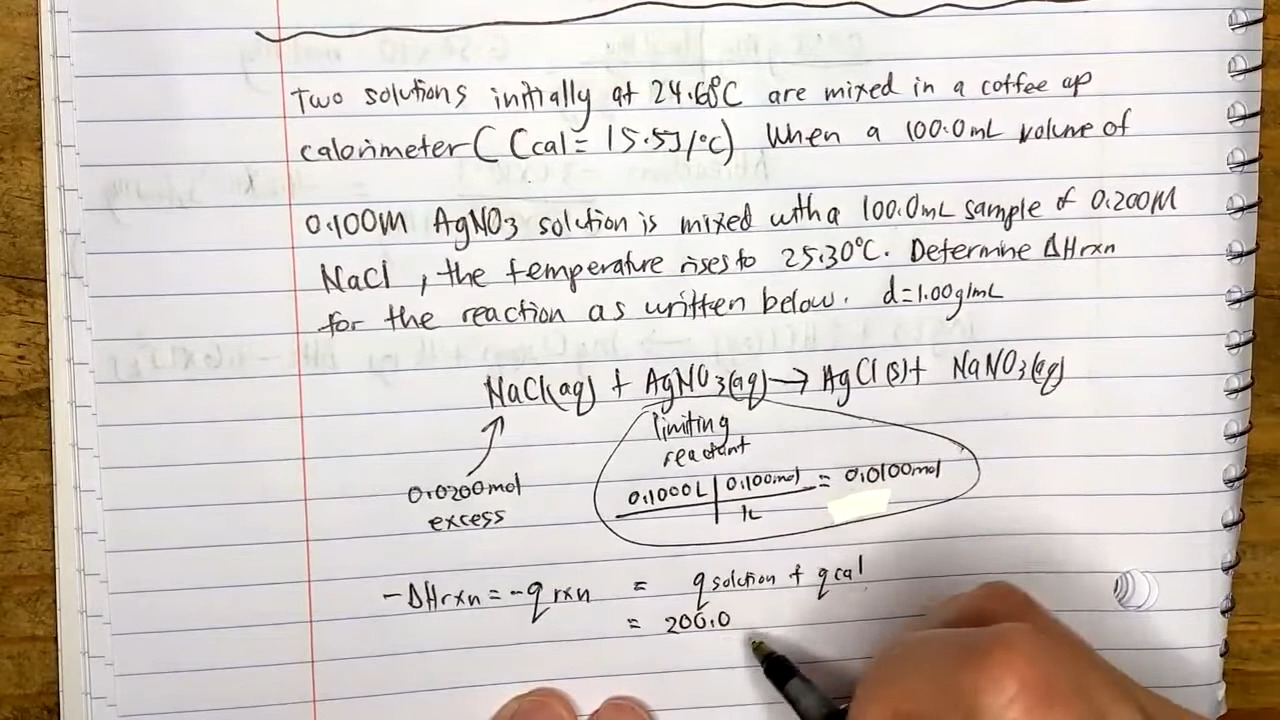 Two solutions initially at 24.60°C are mixed in a coffee cup
calorimeter (Ccal = 15.5J/°C) When a 100.0mL volume of
0.100M AgNO3 solution is mixed with a 100.0mL sample of 0.200M
NaCl, the temperature rises to 25.30°C. Determine ΔHrxn
for the reaction as written below. d=1.00g/mL
NaCl(aq) + AgNO3(aq) → AgCl(s) + NaNO3(aq)
limiting
reactant
0.1000L | 0.100mol = 0.0100mol
1L
0.0200mol
excess
-ΔHrxn = -qrxn = qsolution + qcal
= 200.0